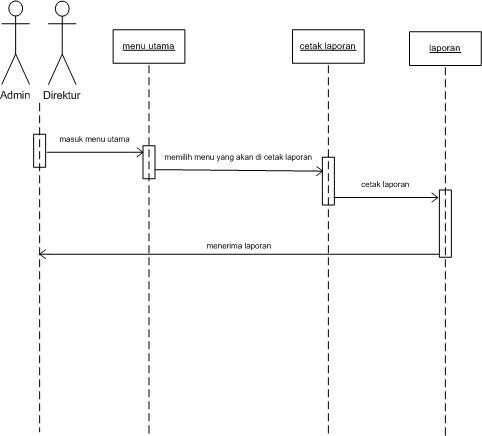 menu utama
cetak laporan
laporan
Admin
Direktur
masuk menu utama
memilih menu yang akan di cetak laporan
cetak laporan
menerima laporan